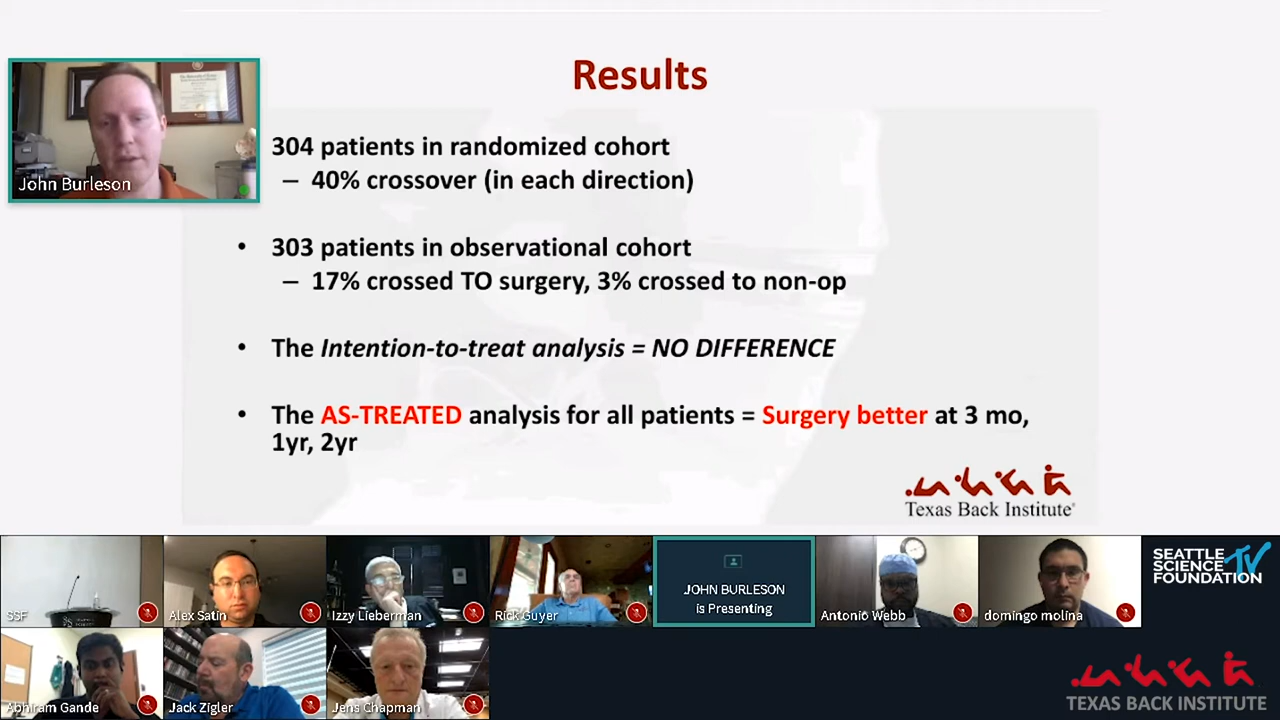 Results
John Burleson
304 patients in randomized cohort
– 40% crossover (in each direction)
• 303 patients in observational cohort
– 17% crossed TO surgery, 3% crossed to non-op
• The Intention-to-treat analysis = NO DIFFERENCE
• The AS-TREATED analysis for all patients = Surgery better at 3 mo,
1yr, 2yr
Texas Back Institute
SSF
Alex Satin
Izzy Lieberman
Rick Guyer
JOHN BURLESON
is Presenting
Antonio Webb
domingo molina
SEATTLE
SCIENCE TV
FOUNDATION
Abhiram Gande
Jack Zigler
Jens Chapman
TEXAS BACK INSTITUTE